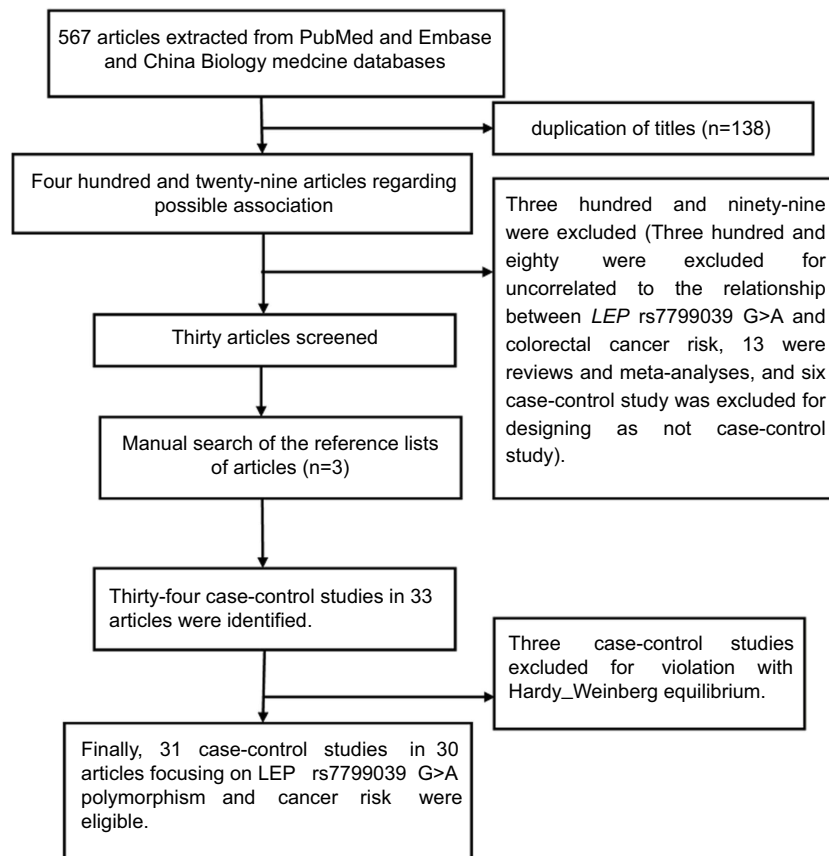 567 articles extracted from PubMed and Embase
and China Biology medcine databases
duplication of titles (n=138)
Four hundred and twenty-nine articles regarding
possible association
Three hundred and ninety-nine
were excluded (Three hundred and
eighty were excluded for
uncorrelated to the relationship
between LEP rs7799039 G>A and
colorectal cancer risk, 13 were
reviews and meta-analyses, and six
case-control study was excluded for
designing as not case-control
study).
Thirty articles screened
Manual search of the reference lists
of articles (n=3)
Thirty-four case-control studies in 33
articles were identified.
Three case-control studies
excluded for violation with
Hardy_Weinberg equilibrium.
Finally, 31 case-control studies in 30
articles focusing on LEP rs7799039 G>A
polymorphism and cancer risk were
eligible.